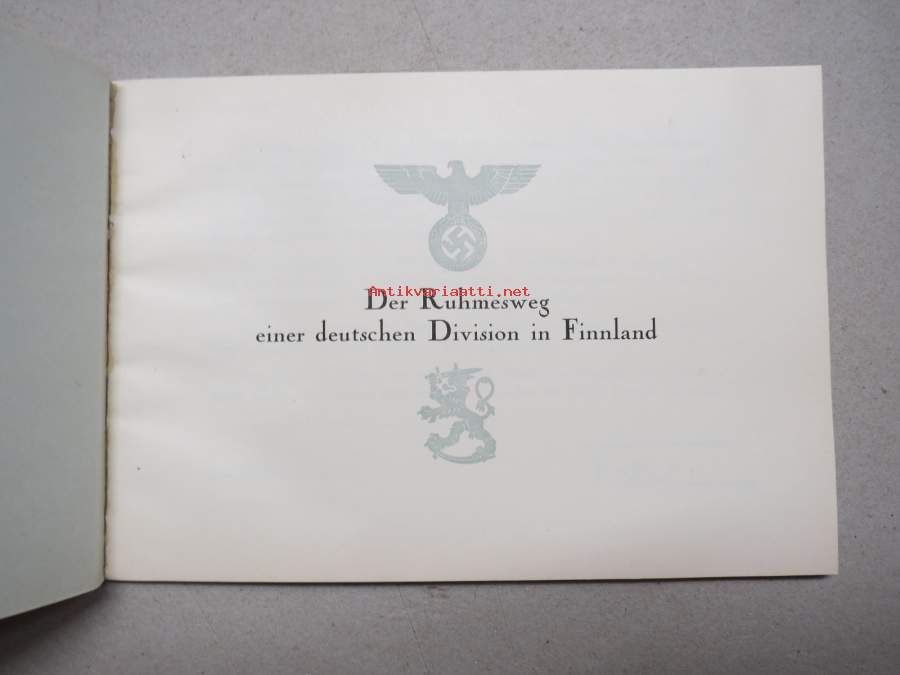 Antikvariaatti.net
Der Ruhmesweg
einer deutschen Division in Finnland